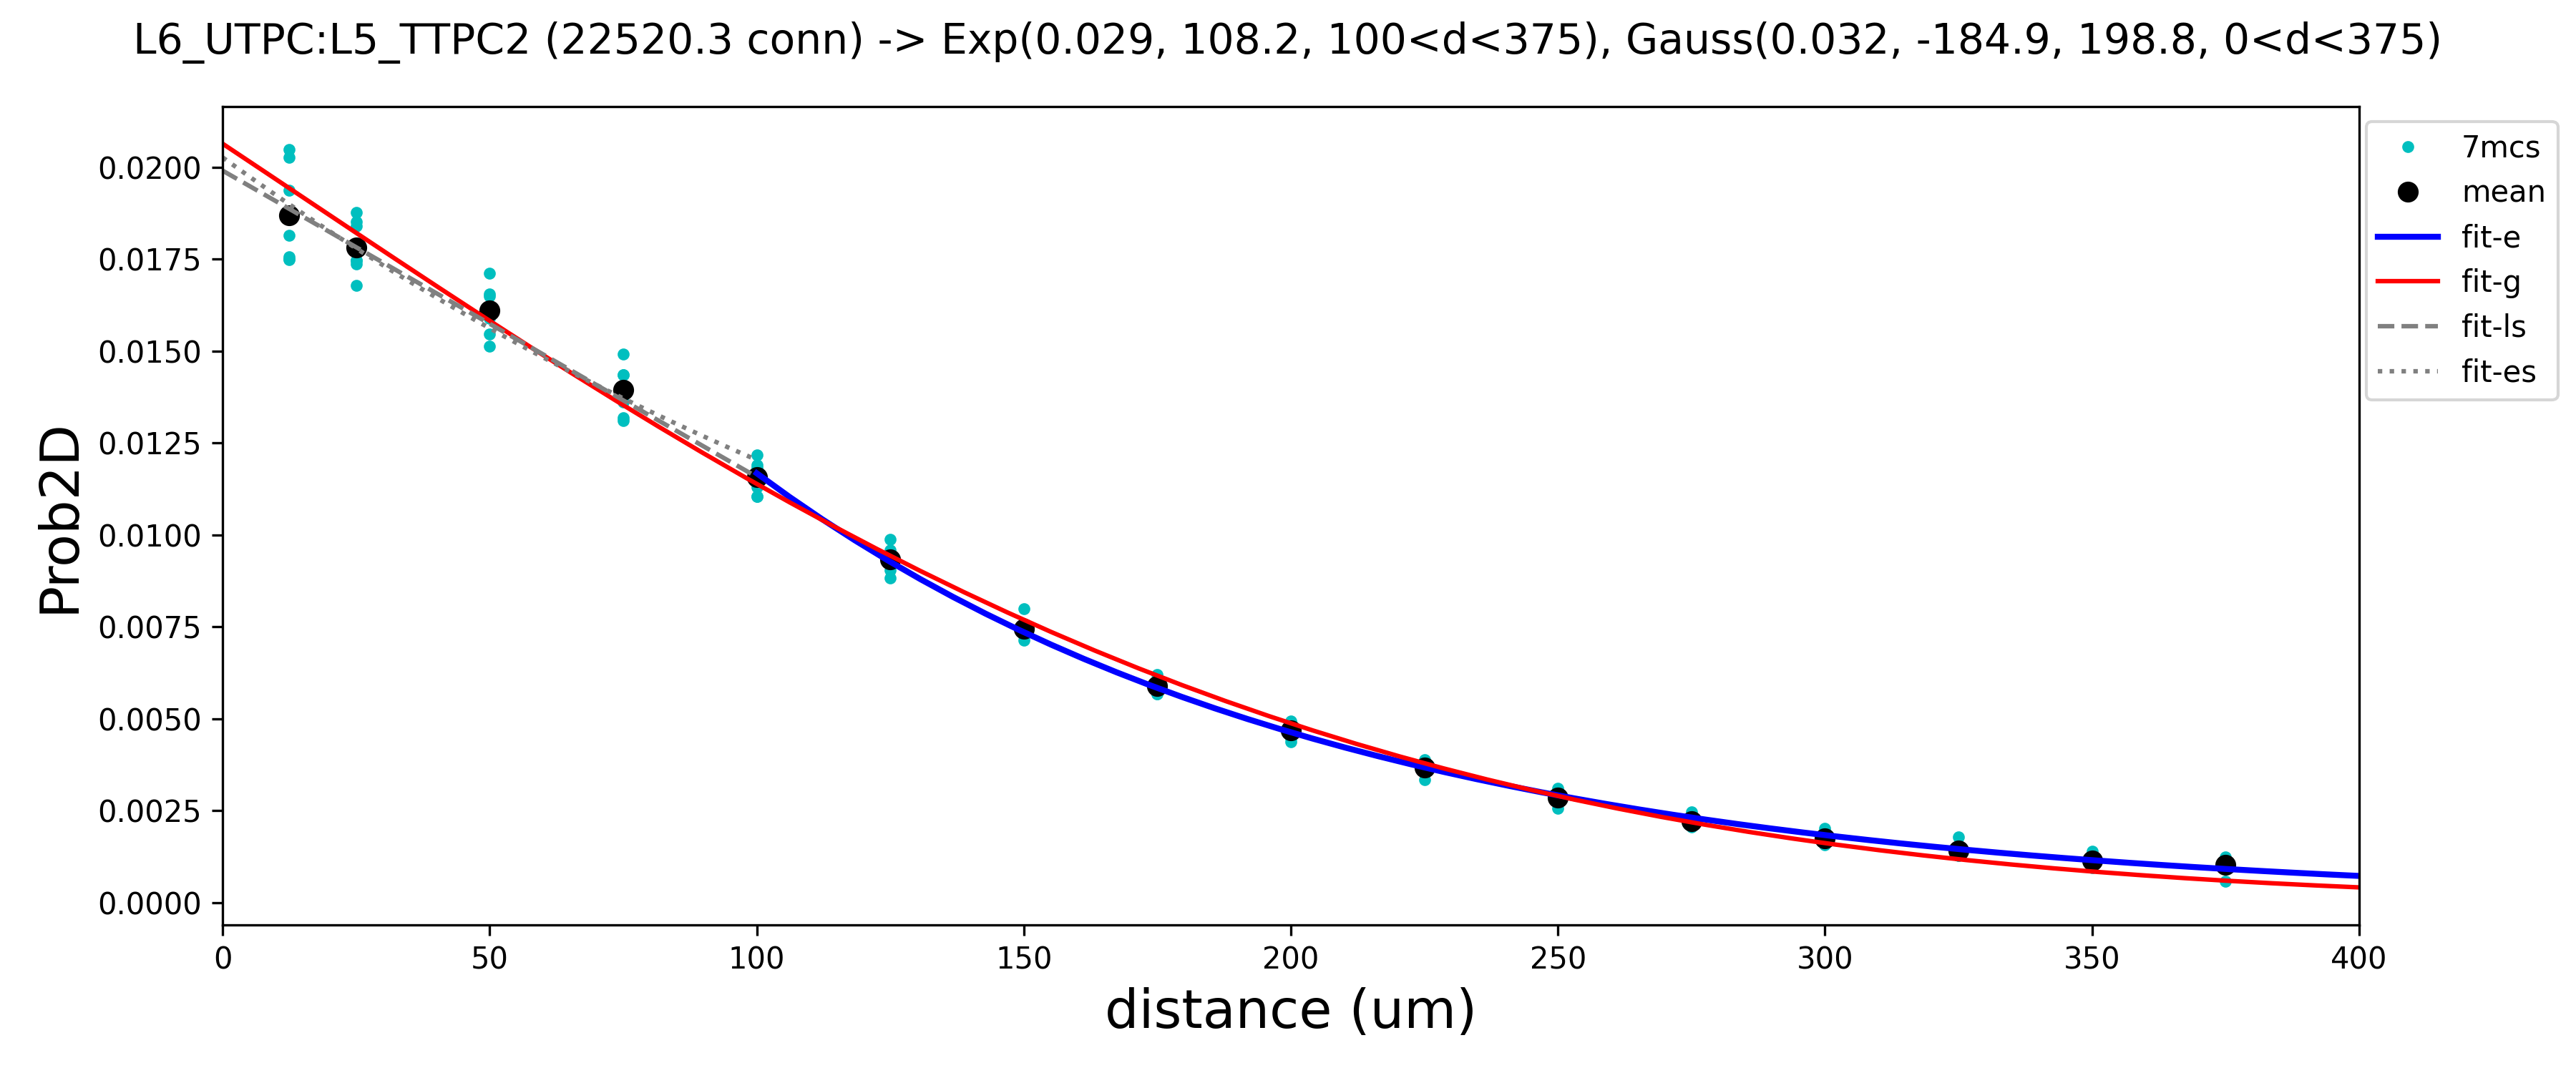 L6_UTPC:L5_TTPC2 (22520.3 conn) -> Exp(0.029, 108.2, 100<d<375), Gauss(0.032, -184.9, 198.8, 0<d<375)
7mcs
mean
fit-e
fit-g
fit-ls
fit-es
Prob2D
0.0200
0.0175
0.0150
0.0125
0.0100
0.0075
0.0050
0.0025
0.0000
0 50 100 150 200 250 300 350 400
distance (um)